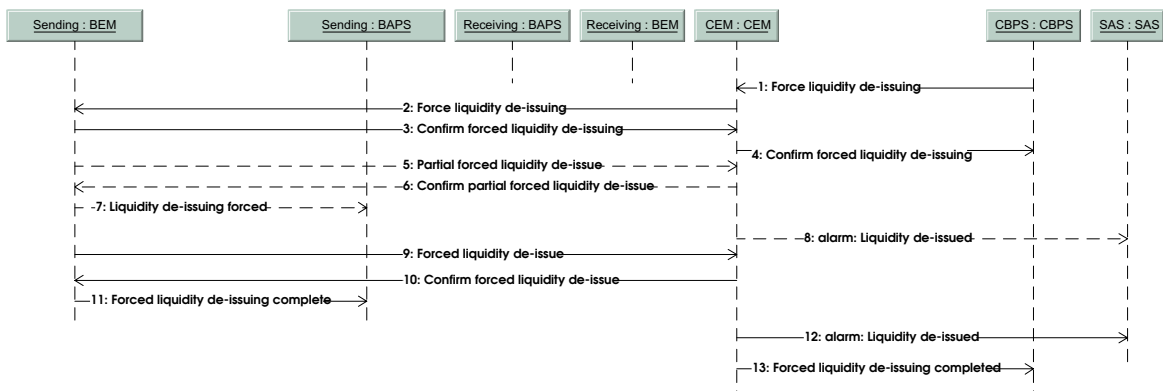 Sending : BEM
Sending : BAPS
Receiving : BAPS
Receiving : BEM
CEM : CEM
CBPS : CBPS
SAS : SAS
1: Force liquidity de-issuing
2: Force liquidity de-issuing
3: Confirm forced liquidity de-issuing
4: Confirm forced liquidity de-issuing
5: Partial forced liquidity de-issue
6: Confirm partial forced liquidity de-issue
7: Liquidity de-issuing forced
8: alarm: Liquidity de-issued
9: Forced liquidity de-issue
10: Confirm forced liquidity de-issue
11: Forced liquidity de-issuing complete
12: alarm: Liquidity de-issued
13: Forced liquidity de-issuing completed